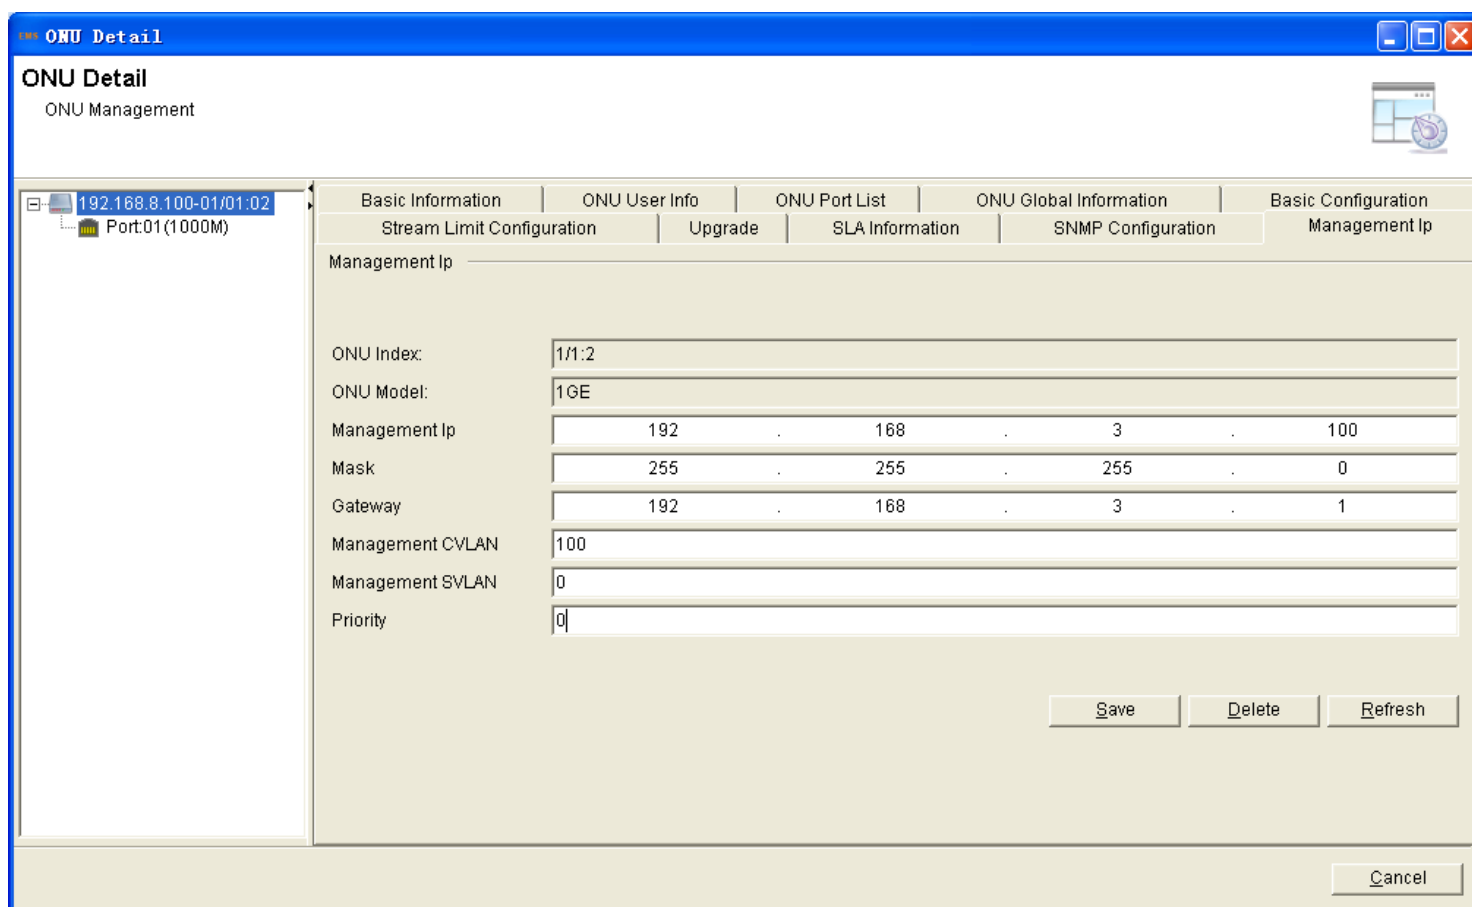 EMS ONU Detail
ONU Detail
ONU Management
192.168.8.100-01/01:02
Port:01(1000M)
Basic Information ONU User Info ONU Port List ONU Global Information Basic Configuration
Stream Limit Configuration Upgrade SLA Information SNMP Configuration Management Ip
Management Ip
ONU Index: 1/1:2
ONU Model: 1GE
Management Ip 192 . 168 . 3 . 100
Mask 255 . 255 . 255 . 0
Gateway 192 . 168 . 3 . 1
Management CVLAN 100
Management SVLAN 0
Priority 0
Save Delete Refresh
Cancel